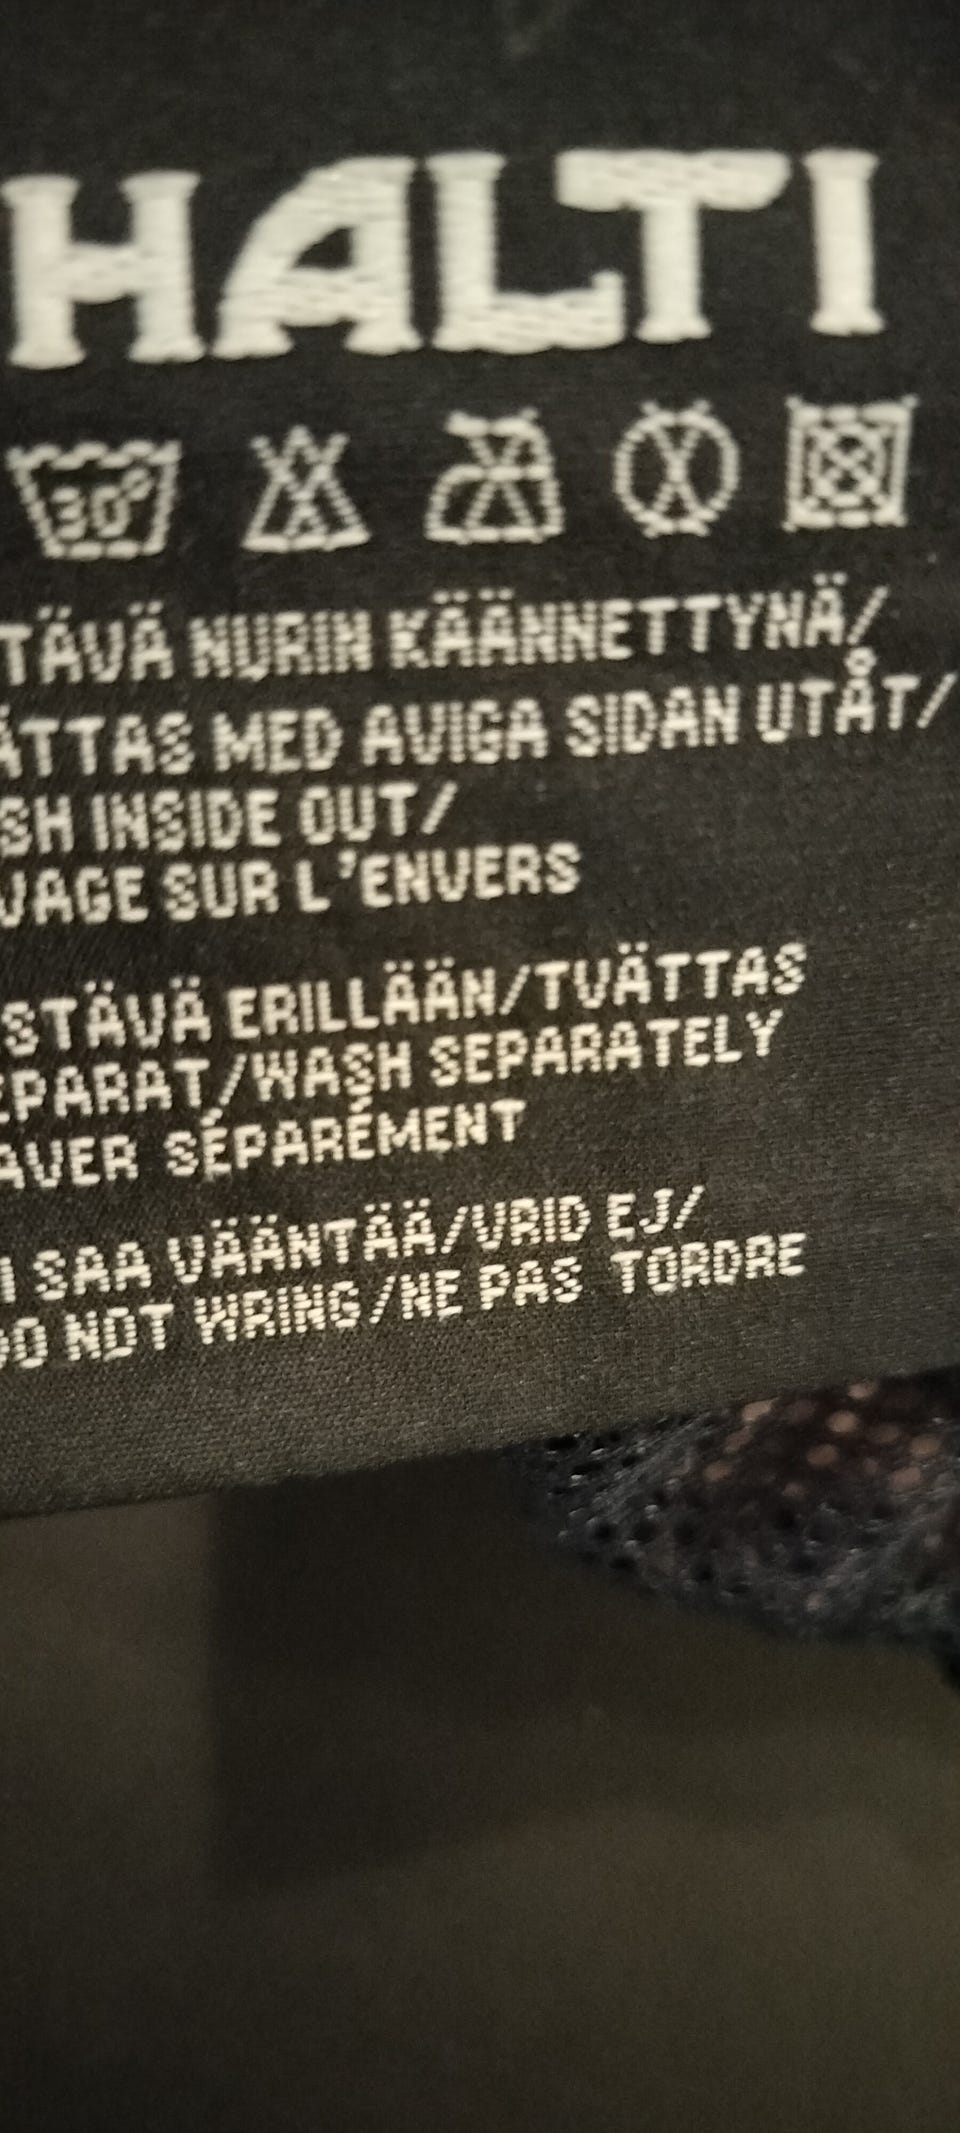 HALTI
30°
TÄVÄ NURIN KÄÄNNETTYNÄ/
ÄTTAS MED AVIGA SIDAN UTÅT/
SH INSIDE OUT/
VAGE SUR L'ENVERS
STÄVÄ ERILLÄÄN/TVÄTTAS
EPARAT/WASH SEPARATELY
AVER SÉPARÉMENT
I SAA VÄÄNTÄÄ/VRID EJ/
DO NOT WRING/NE PAS TORDRE